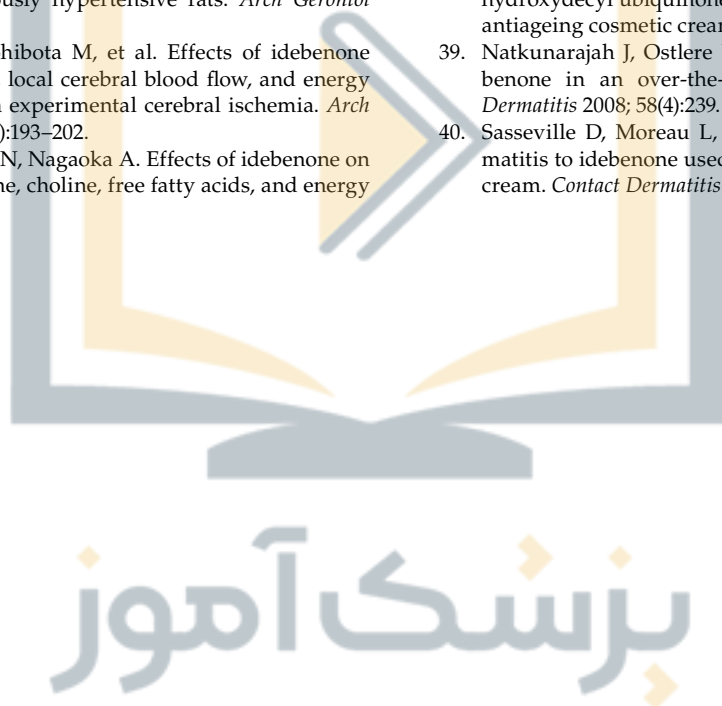 ously hypertensive rats. Arch Gerontol
hibota M, et al. Effects of idebenone
local cerebral blood flow, and energy
experimental cerebral ischemia. Arch
):193–202.
N, Nagaoka A. Effects of idebenone on
ne, choline, free fatty acids, and energy
hydroxydecyl ubiquinone
antiageing cosmetic cream
39. Natkunarajah J, Ostlere
benone in an over-the-
Dermatitis 2008; 58(4):239.
40. Sasseville D, Moreau L,
matitis to idebenone used
cream. Contact Dermatitis
پزشک آموز